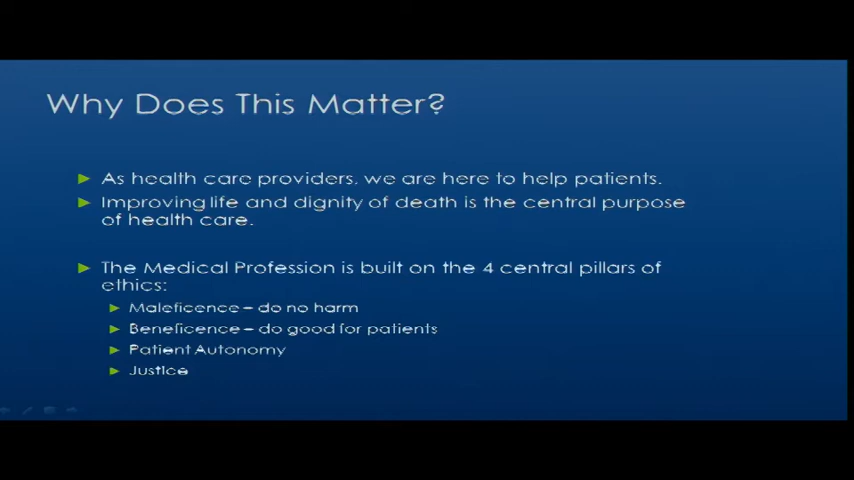 Why Does This Matter?
As health care providers, we are here to help patients.
Improving life and dignity of death is the central purpose
of health care.
The Medical Profession is built on the 4 central pillars of
ethics:
Maleficence – do no harm
Beneficence – do good for patients
Patient Autonomy
Justice